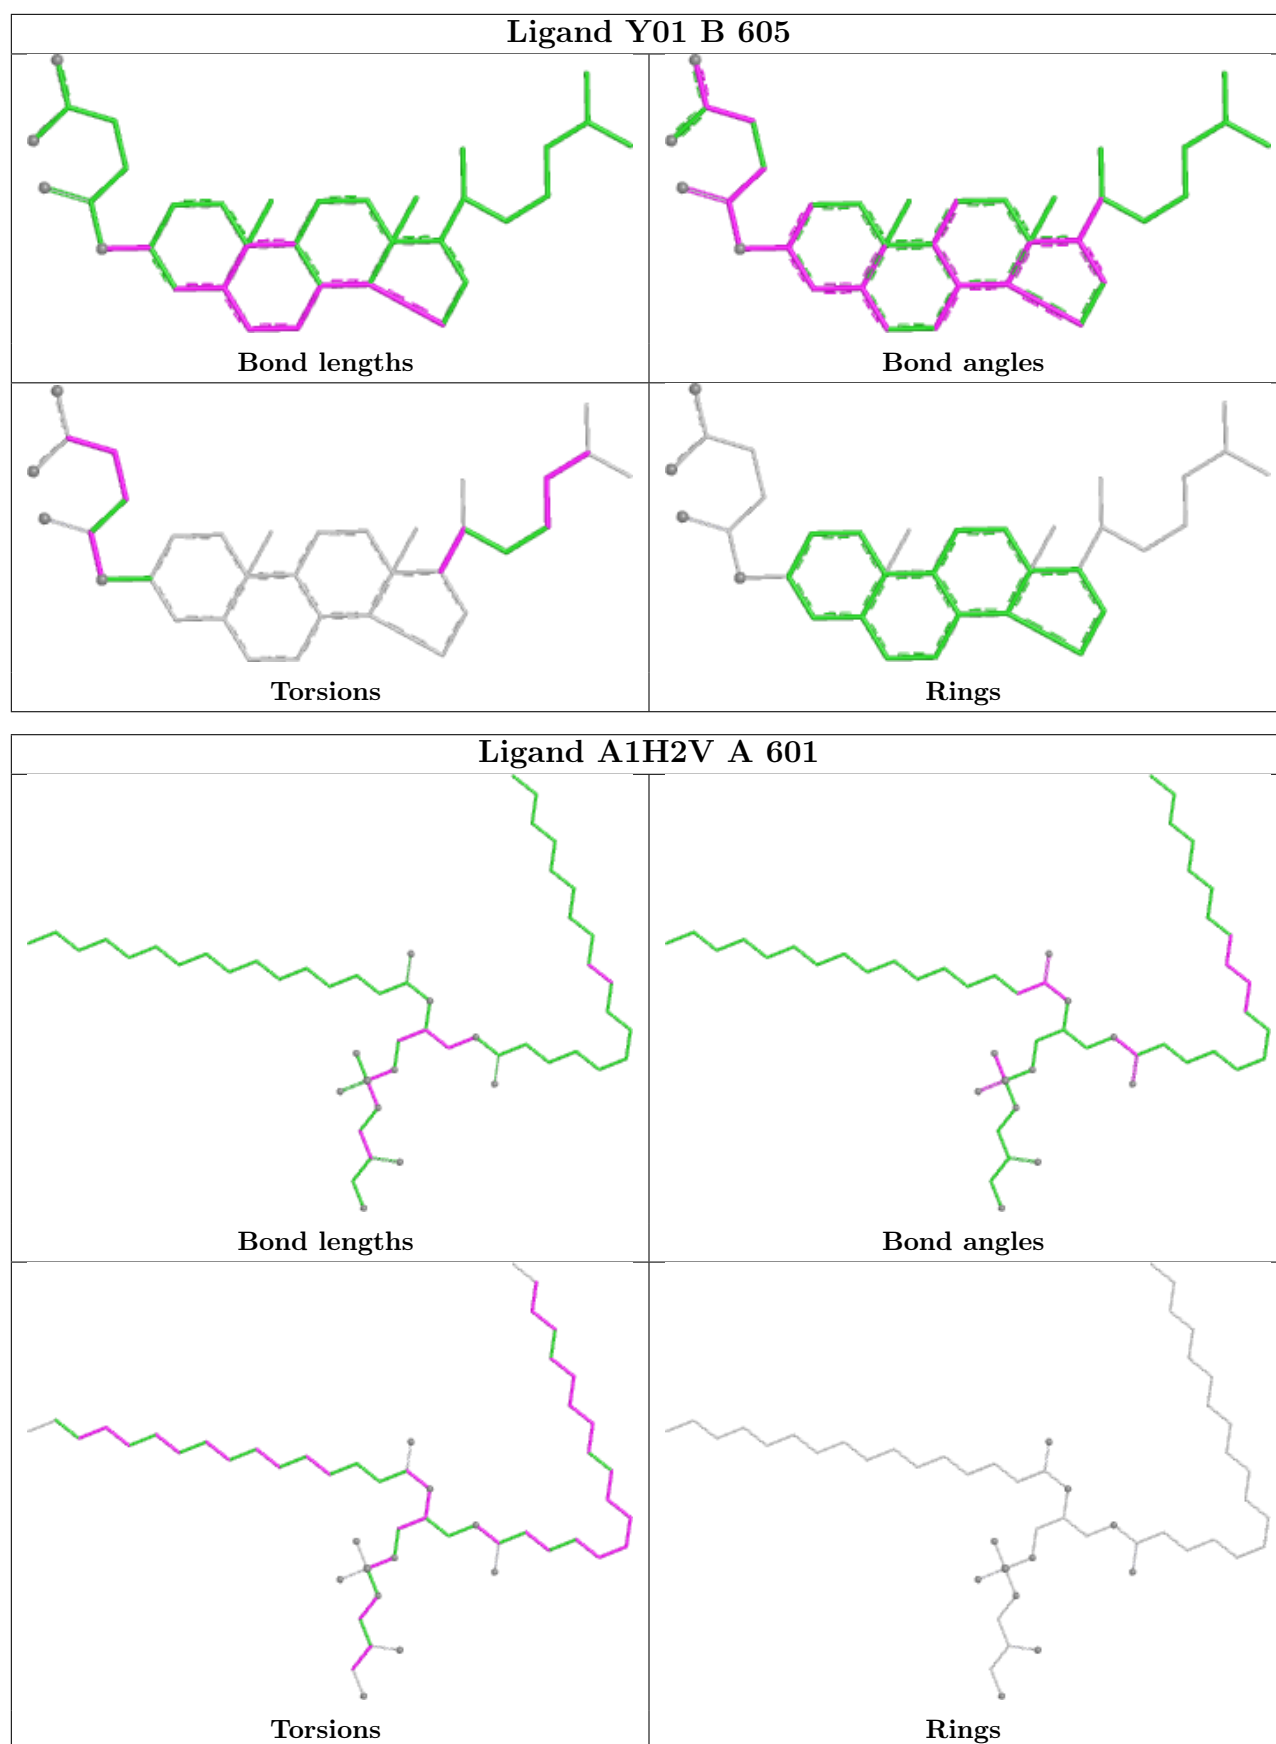 Ligand Y01 B 605
Bond lengths
Bond angles
Torsions
Rings
Ligand A1H2V A 601
Bond lengths
Bond angles
Torsions
Rings